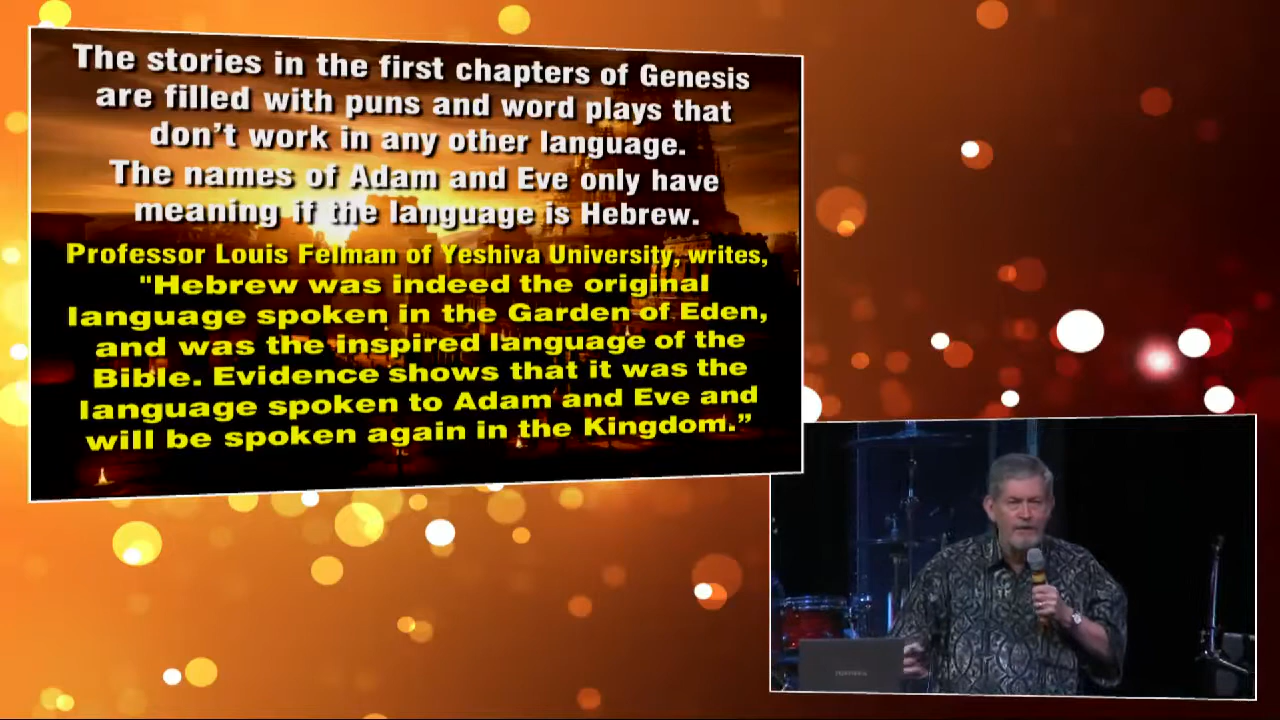 The stories in the first chapters of Genesis
are filled with puns and word plays that
don't work in any other language.
The names of Adam and Eve only have
meaning if the language is Hebrew.
Professor Louis Felman of Yeshiva University, writes,
"Hebrew was indeed the original
language spoken in the Garden of Eden,
and was the inspired language of the
Bible. Evidence shows that it was the
language spoken to Adam and Eve and
will be spoken again in the Kingdom.”